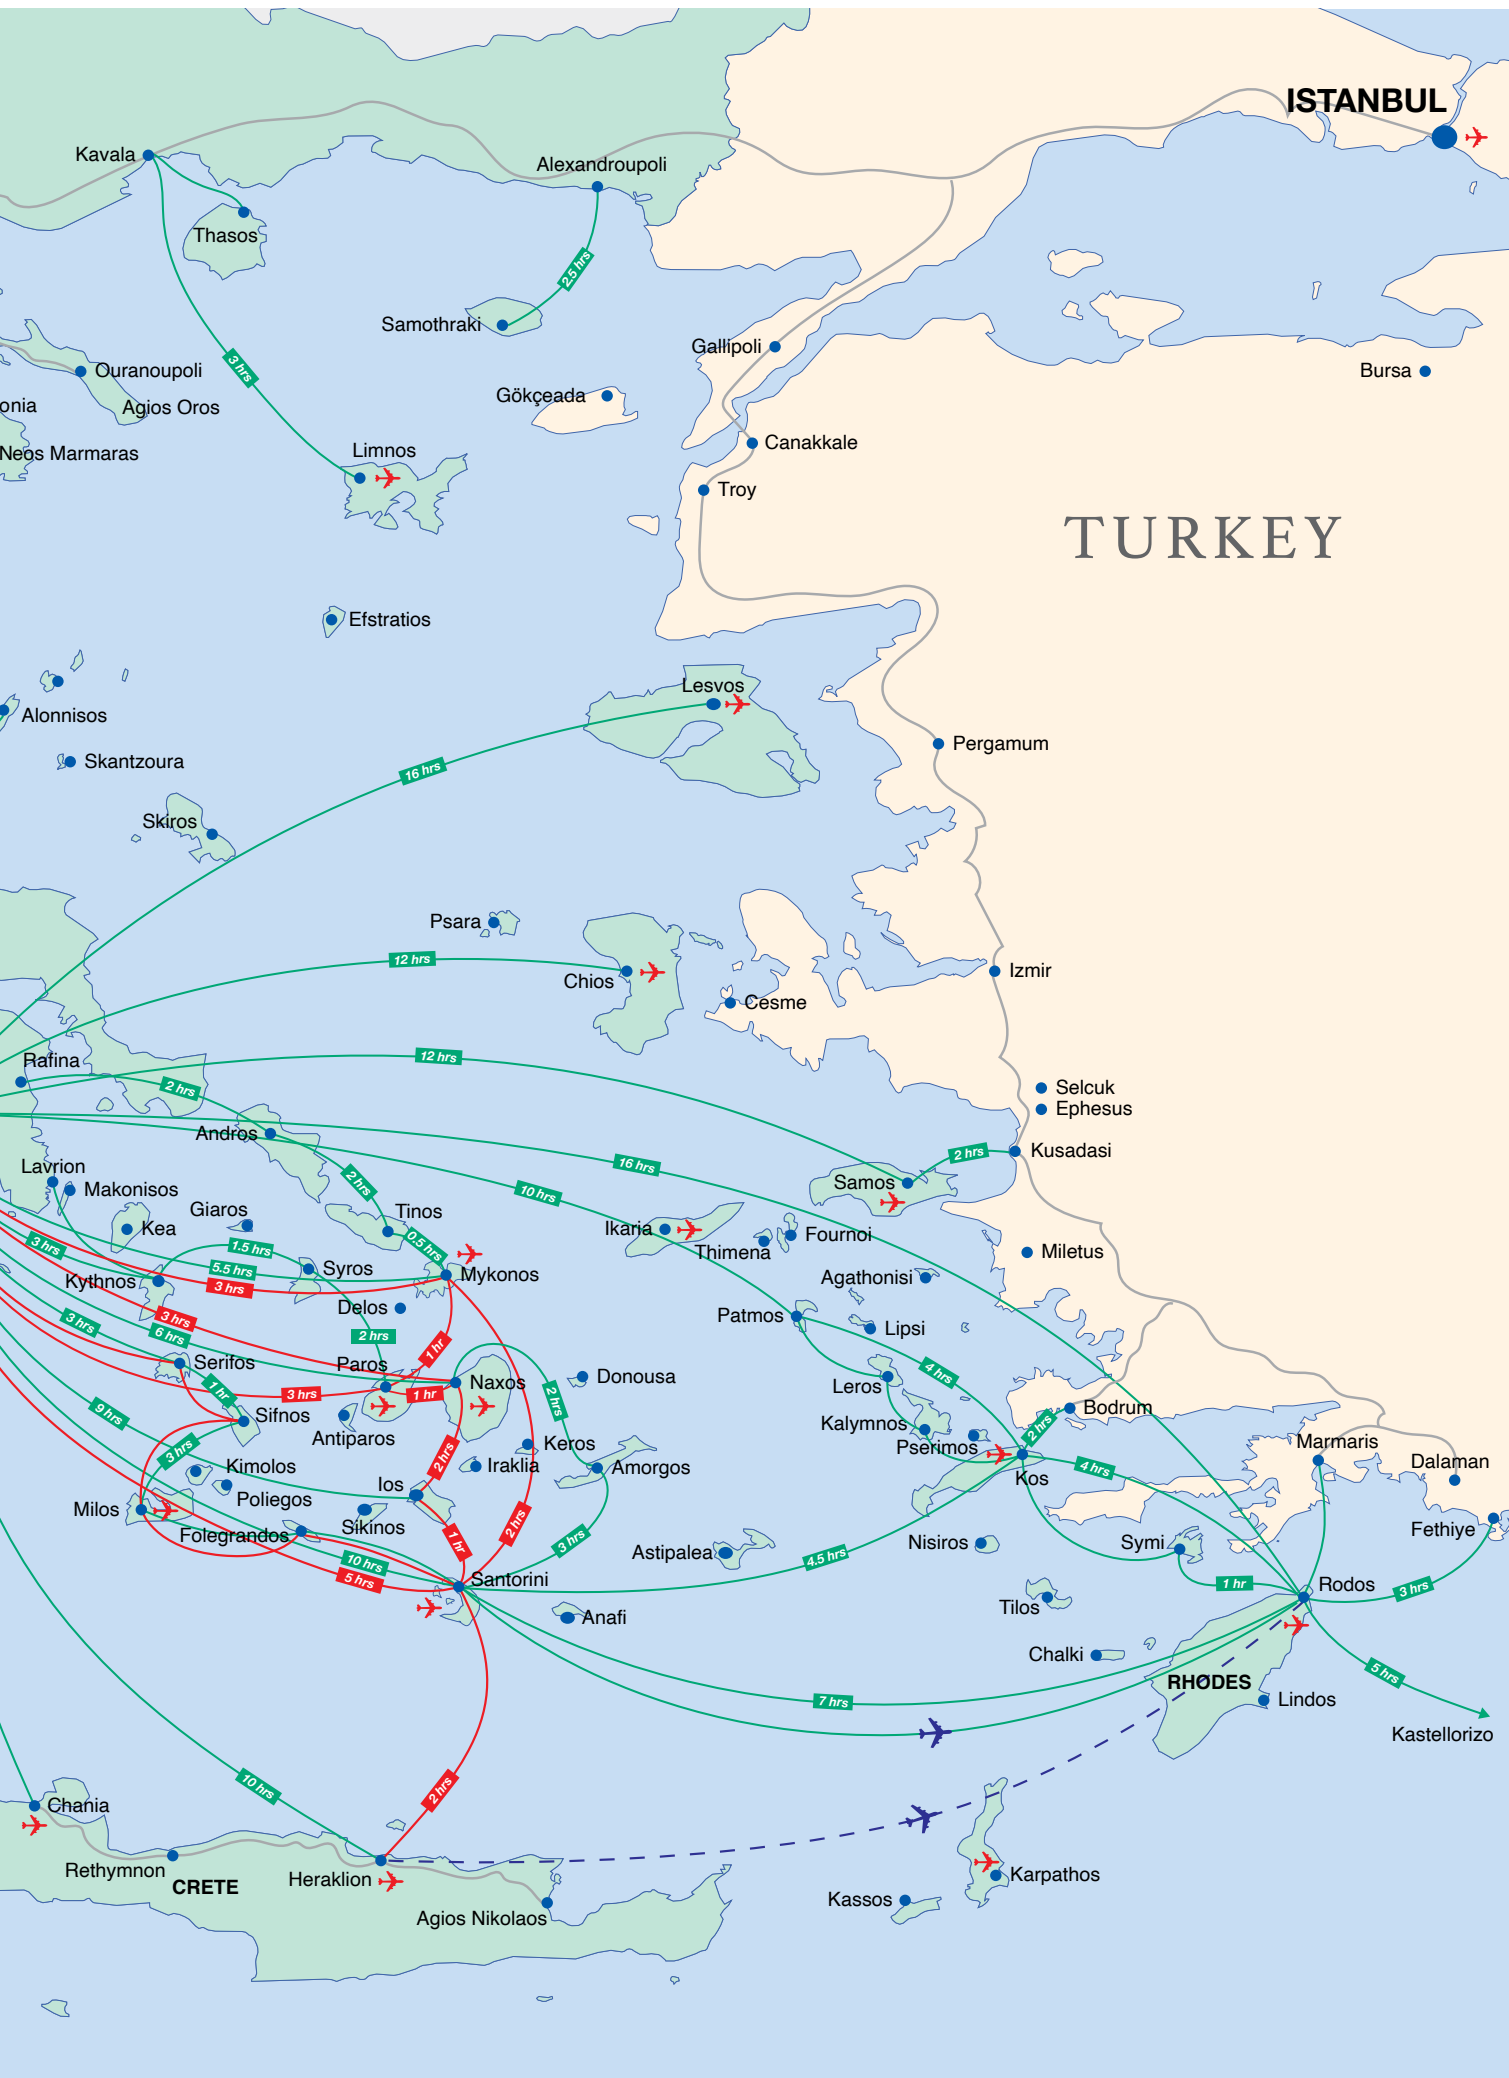 ISTANBUL
Kavala
Alexandroupoli
Thasos
2.5 hrs
Samothraki
Gallipoli
3 hrs
Ouranoupoli
Bursa
Gökçeada
onia
Agios Oros
Canakkale
Neos Marmaras
Limnos
Troy
TURKEY
Efstratios
Lesvos
Alonnisos
Pergamum
Skantzoura
16 hrs
Skiros
Psara
12 hrs
Izmir
Chios
Cesme
12 hrs
Rafina
2 hrs
Selcuk
Ephesus
Andros
Kusadasi
2 hrs
16 hrs
Lavrion
2 hrs
Samos
Makonisos
10 hrs
Giaros
Tinos
Kea
Ikaria
Fournoi
Thimena
3 hrs
1.5 hrs
0.5 hrs
Miletus
5.5 hrs
Syros
Mykonos
Agathonisi
Kythnos
3 hrs
Delos
Patmos
3 hrs
Lipsi
3 hrs
6 hrs
2 hrs
1 hr
Serifos
Paros
4 hrs
Naxos
Donousa
Leros
1 hr
3 hrs
1 hr
2 hrs
9 hrs
Sifnos
Bodrum
Antiparos
Kalymnos
2 hrs
Keros
Pserimos
Marmaris
3 hrs
2 hrs
Kimolos
Iraklia
Amorgos
4 hrs
Dalaman
Ios
Kos
Poliegos
Milos
Sikinos
2 hrs
Folegrandos
1 hr
3 hrs
Fethiye
Astipalea
Nisiros
Symi
10 hrs
4.5 hrs
5 hrs
Santorini
1 hr
Rodos
3 hrs
Anafi
Tilos
Chalki
5 hrs
RHODES
7 hrs
Lindos
Kastellorizo
10 hrs
2 hrs
Chania
Rethymnon
CRETE
Heraklion
Karpathos
Kassos
Agios Nikolaos